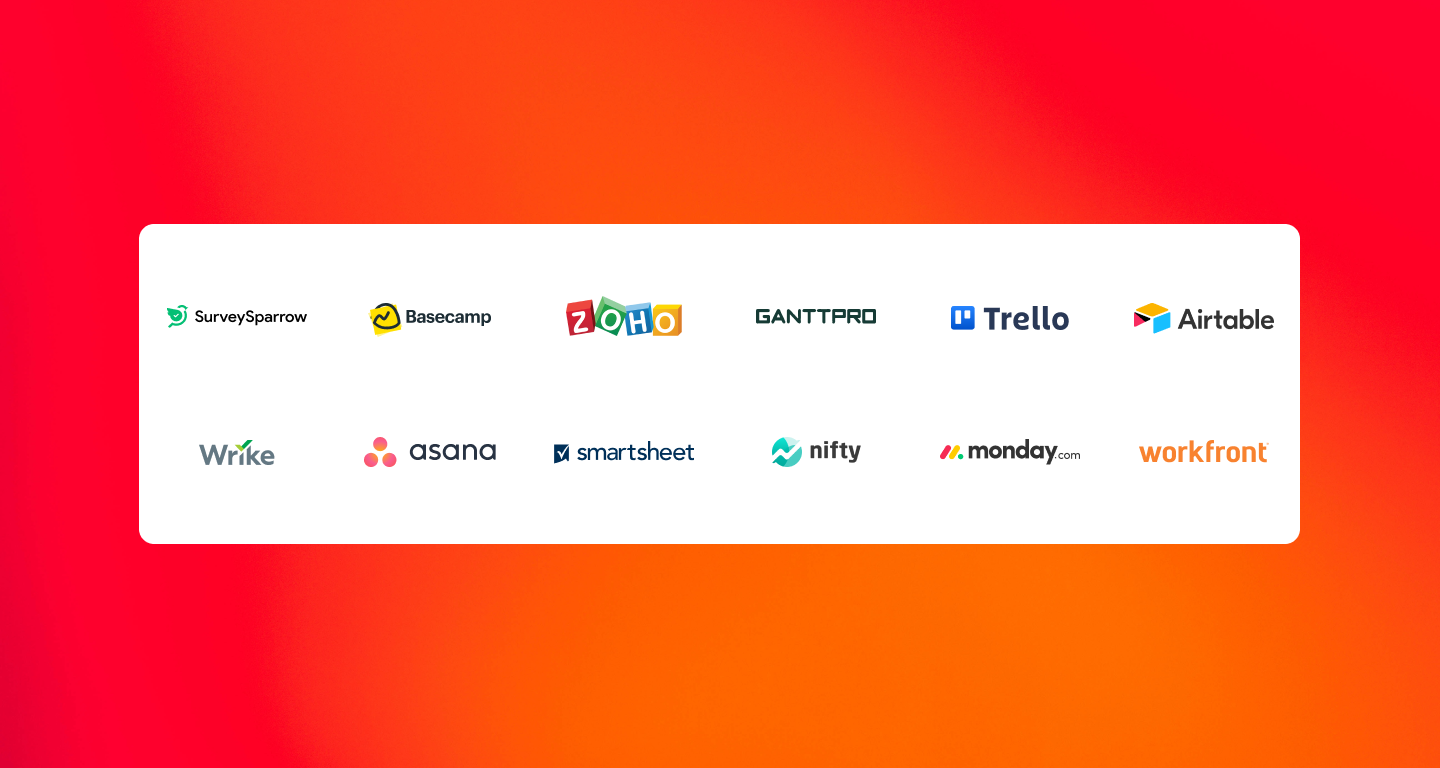 SurveySparrow
Basecamp
ZOHO
GANTTPRO
Trello
Airtable
Wrike
asana
smartsheet
nifty
monday.com
workfront